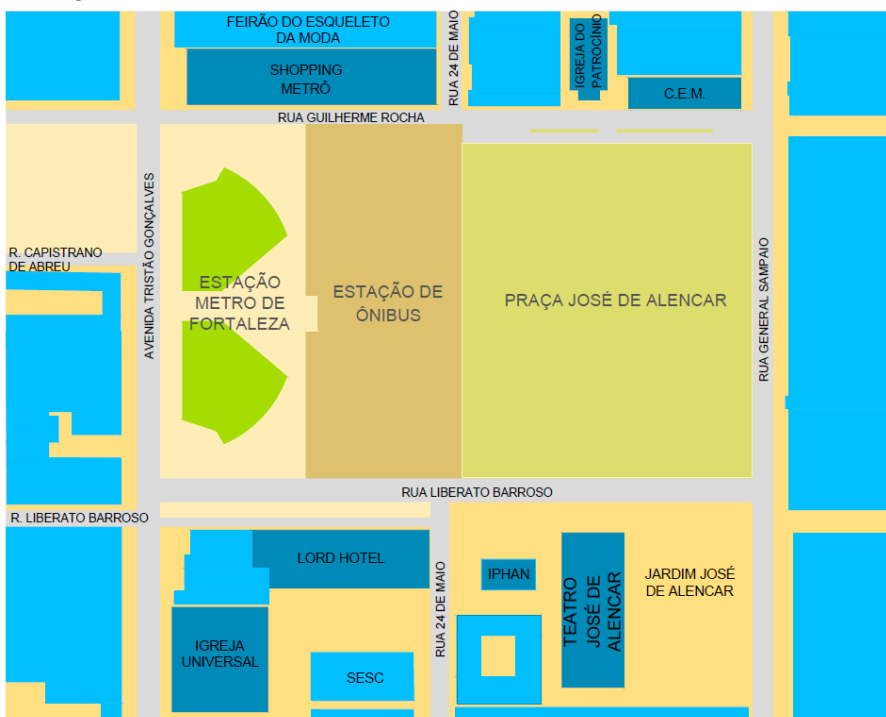 FEIRÃO DO ESQUELETO
DA MODA
SHOPPING
METRÔ
RUA 24 DE MAIO
IGREJA DO
PATROCÍNIO
C.E.M.
RUA GUILHERME ROCHA
R. CAPISTRANO
DE ABREU
AVENIDA TRISTÃO GONÇALVES
ESTAÇÃO
METRO DE
FORTALEZA
ESTAÇÃO DE
ÔNIBUS
PRAÇA JOSÉ DE ALENCAR
RUA GENERAL SAMPAIO
RUA LIBERATO BARROSO
R. LIBERATO BARROSO
LORD HOTEL
RUA 24 DE MAIO
IPHAN
TEATRO
JOSÉ DE
ALENCAR
JARDIM JOSÉ
DE ALENCAR
IGREJA
UNIVERSAL
SESC